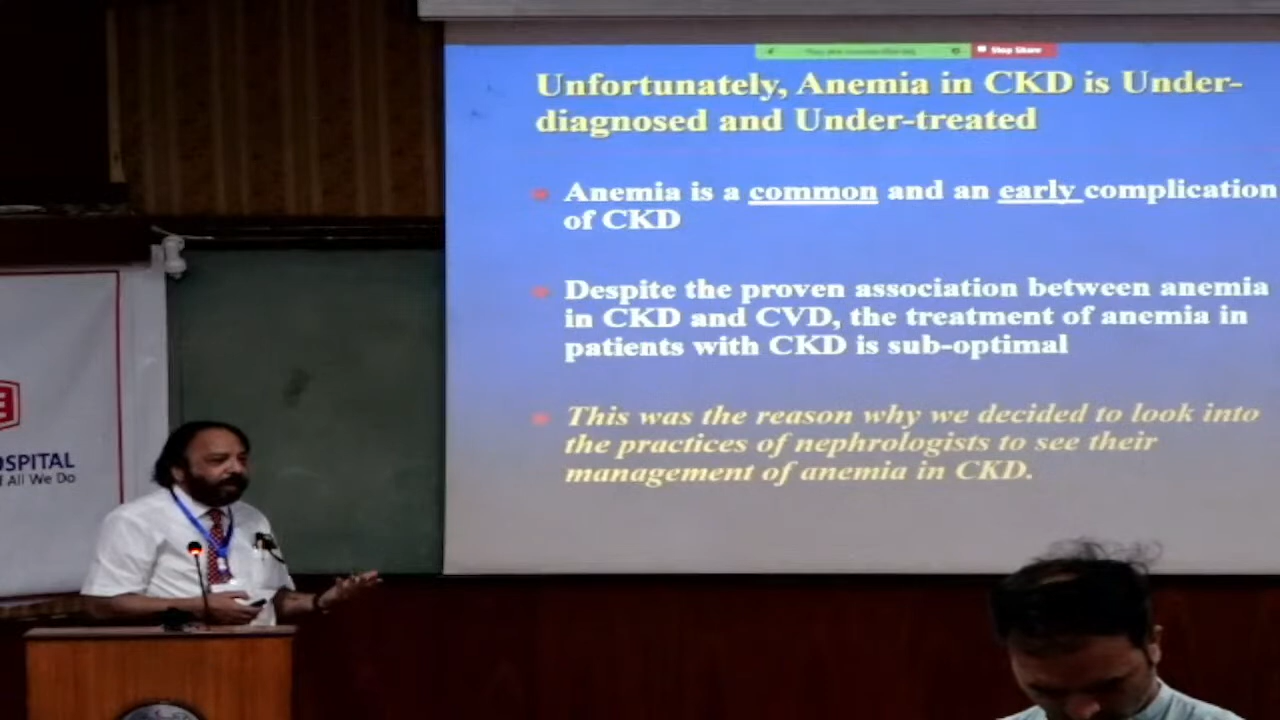 Stop Share
Unfortunately, Anemia in CKD is Under-
diagnosed and Under-treated
Anemia is a common and an early complication
of CKD
Despite the proven association between anemia
in CKD and CVD, the treatment of anemia in
patients with CKD is sub-optimal
This was the reason why we decided to look into
the practices of nephrologists to see their
management of anemia in CKD.
E
OSPITAL
All We Do